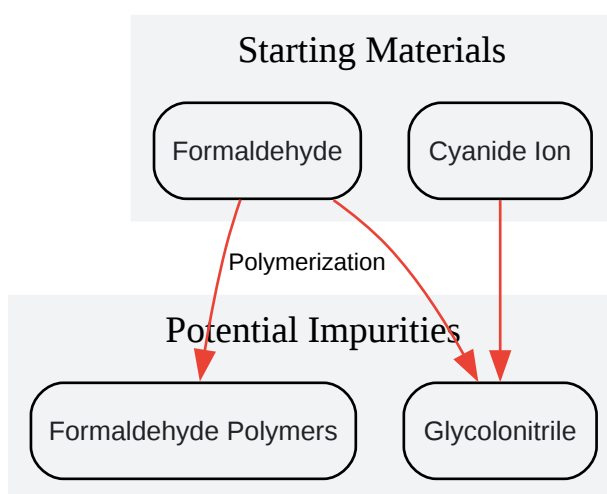 Starting Materials
Formaldehyde
Cyanide Ion
Polymerization
Potential Impurities
Formaldehyde Polymers
Glycolonitrile